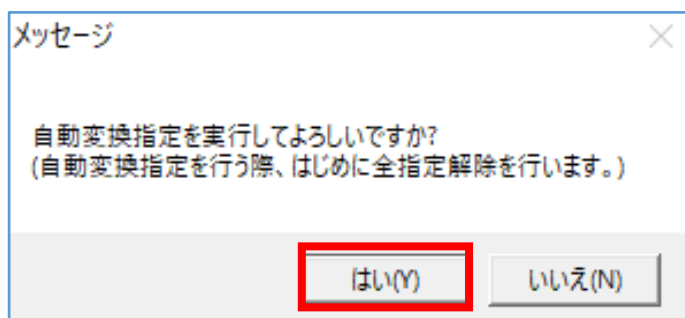 メッセージ
自動変換指定を実行してよろしいですか?
(自動変換指定を行う際、はじめに全指定解除を行います。)
はい(Y)
いいえ(N)